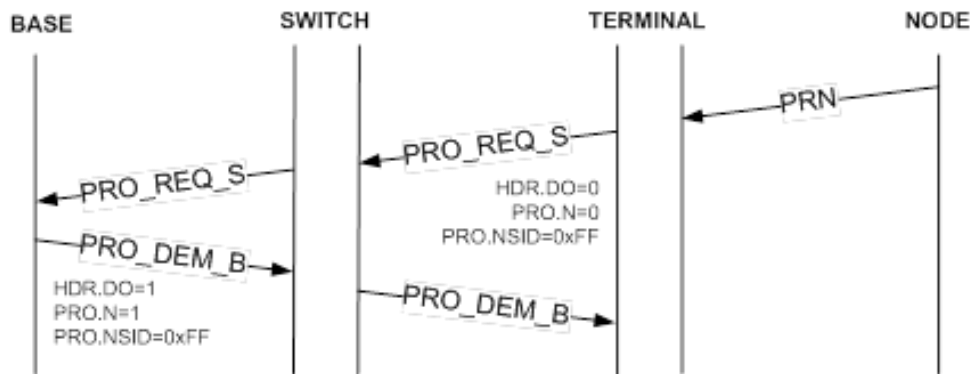 BASE
SWITCH
TERMINAL
NODE
PRN
PRO_REQ_S
PRO_REQ_S
HDR.DO=0
PRO.N=0
PRO.NSID=0xFF
PRO_DEM_B
HDR.DO=1
PRO.N=1
PRO.NSID=0xFF
PRO_DEM_B